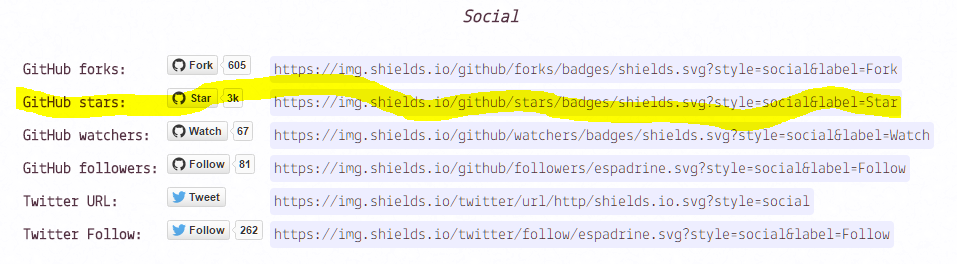 Social
GitHub forks: Fork 605 https://img.shields.io/github/forks/badges/shields.svg?style=social&label=Fork
GitHub stars: Star 3k https://img.shields.io/github/stars/badges/shields.svg?style=social&label=Star
GitHub watchers: Watch 67 https://img.shields.io/github/watchers/badges/shields.svg?style=social&label=Watch
GitHub followers: Follow 81 https://img.shields.io/github/followers/espadrine.svg?style=social&label=Follow
Twitter URL: Tweet https://img.shields.io/twitter/url/http/shields.io.svg?style=social
Twitter Follow: Follow 262 https://img.shields.io/twitter/follow/espadrine.svg?style=social&label=Follow